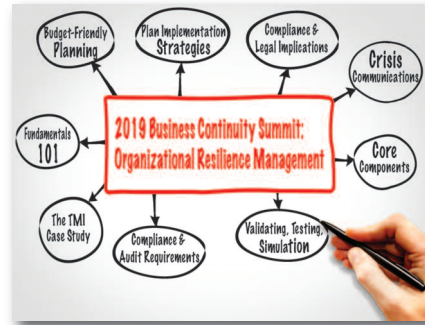 Budget-Friendly
Planning
Plan Implementation
Strategies
Compliance &
Legal Implications
Crisis
Communications
2019 Business Continuity Summit:
Organizational Resilience Management
Fundamentals
101
Core
Components
The TMI
Case Study
Compliance &
Audit Requirements
Validating, Testing,
Simulation